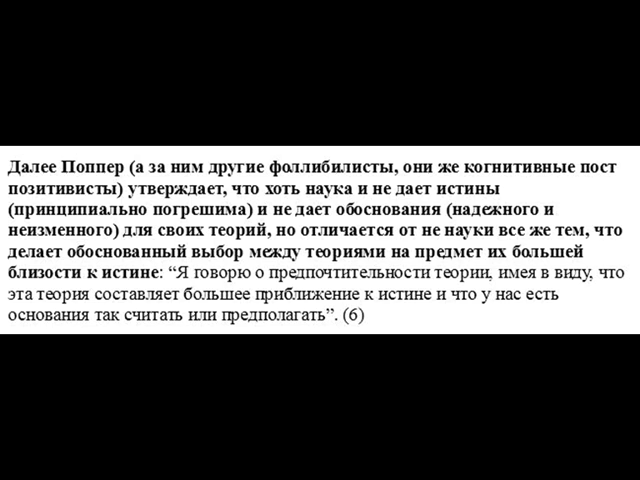 Далее Поппер (а за ним другие фоллибилисты, они же когнитивные пост
позитивисты) утверждает, что хоть наука и не дает истины
(принципиально погрешима) и не дает обоснования (надежного и
неизменного) для своих теорий, но отличается от не науки все же тем, что
делает обоснованный выбор между теориями на предмет их большей
близости к истине: “Я говорю о предпочтительности теории, имея в виду, что
эта теория составляет большее приближение к истине и что у нас есть
основания так считать или предполагать”. (6)